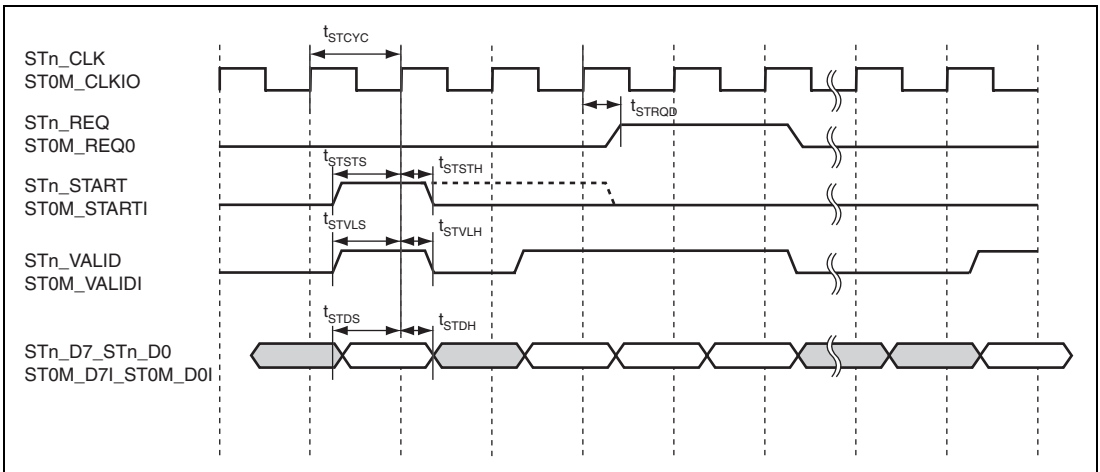 tSTCYC
STn_CLK
ST0M_CLKIO
tSTRQD
STn_REQ
ST0M_REQ0
tSTSTS
tSTSTH
STn_START
ST0M_STARTI
tSTVLS
tSTVLH
STn_VALID
ST0M_VALIDI
tSTDS
tSTDH
STn_D7_STn_D0
ST0M_D7I_ST0M_D0I